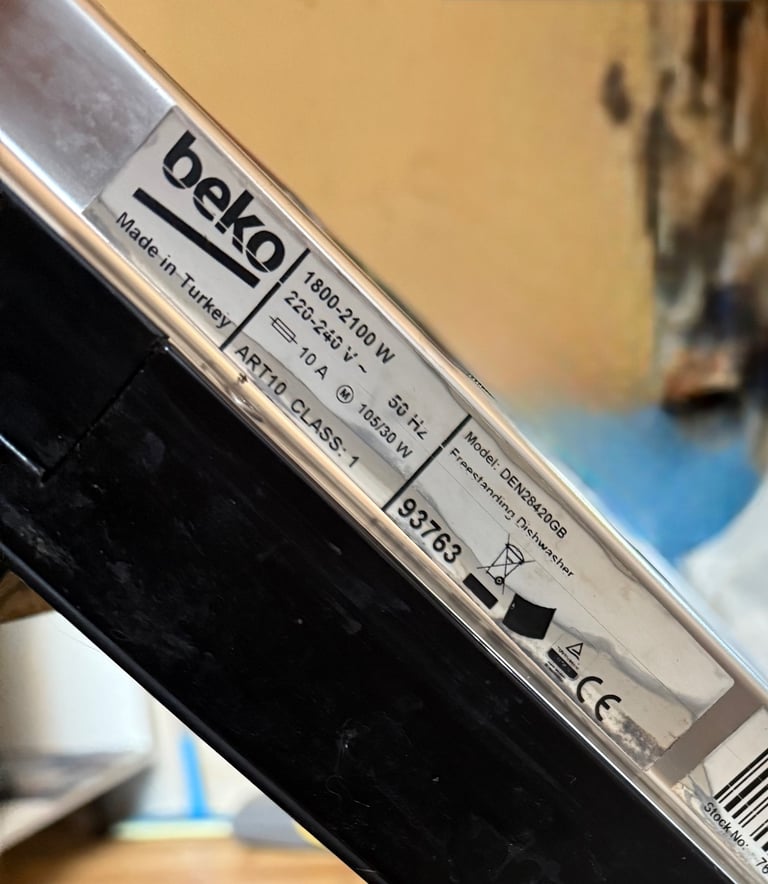 beko
Made in Turkey
1800-2100 W
220-240 V ~ 50 Hz
10 A M 105/30 W
ART10 CLASS: 1
Model: DEN28420GB
Freestanding Dishwasher
93763
CE
Stock No: 76